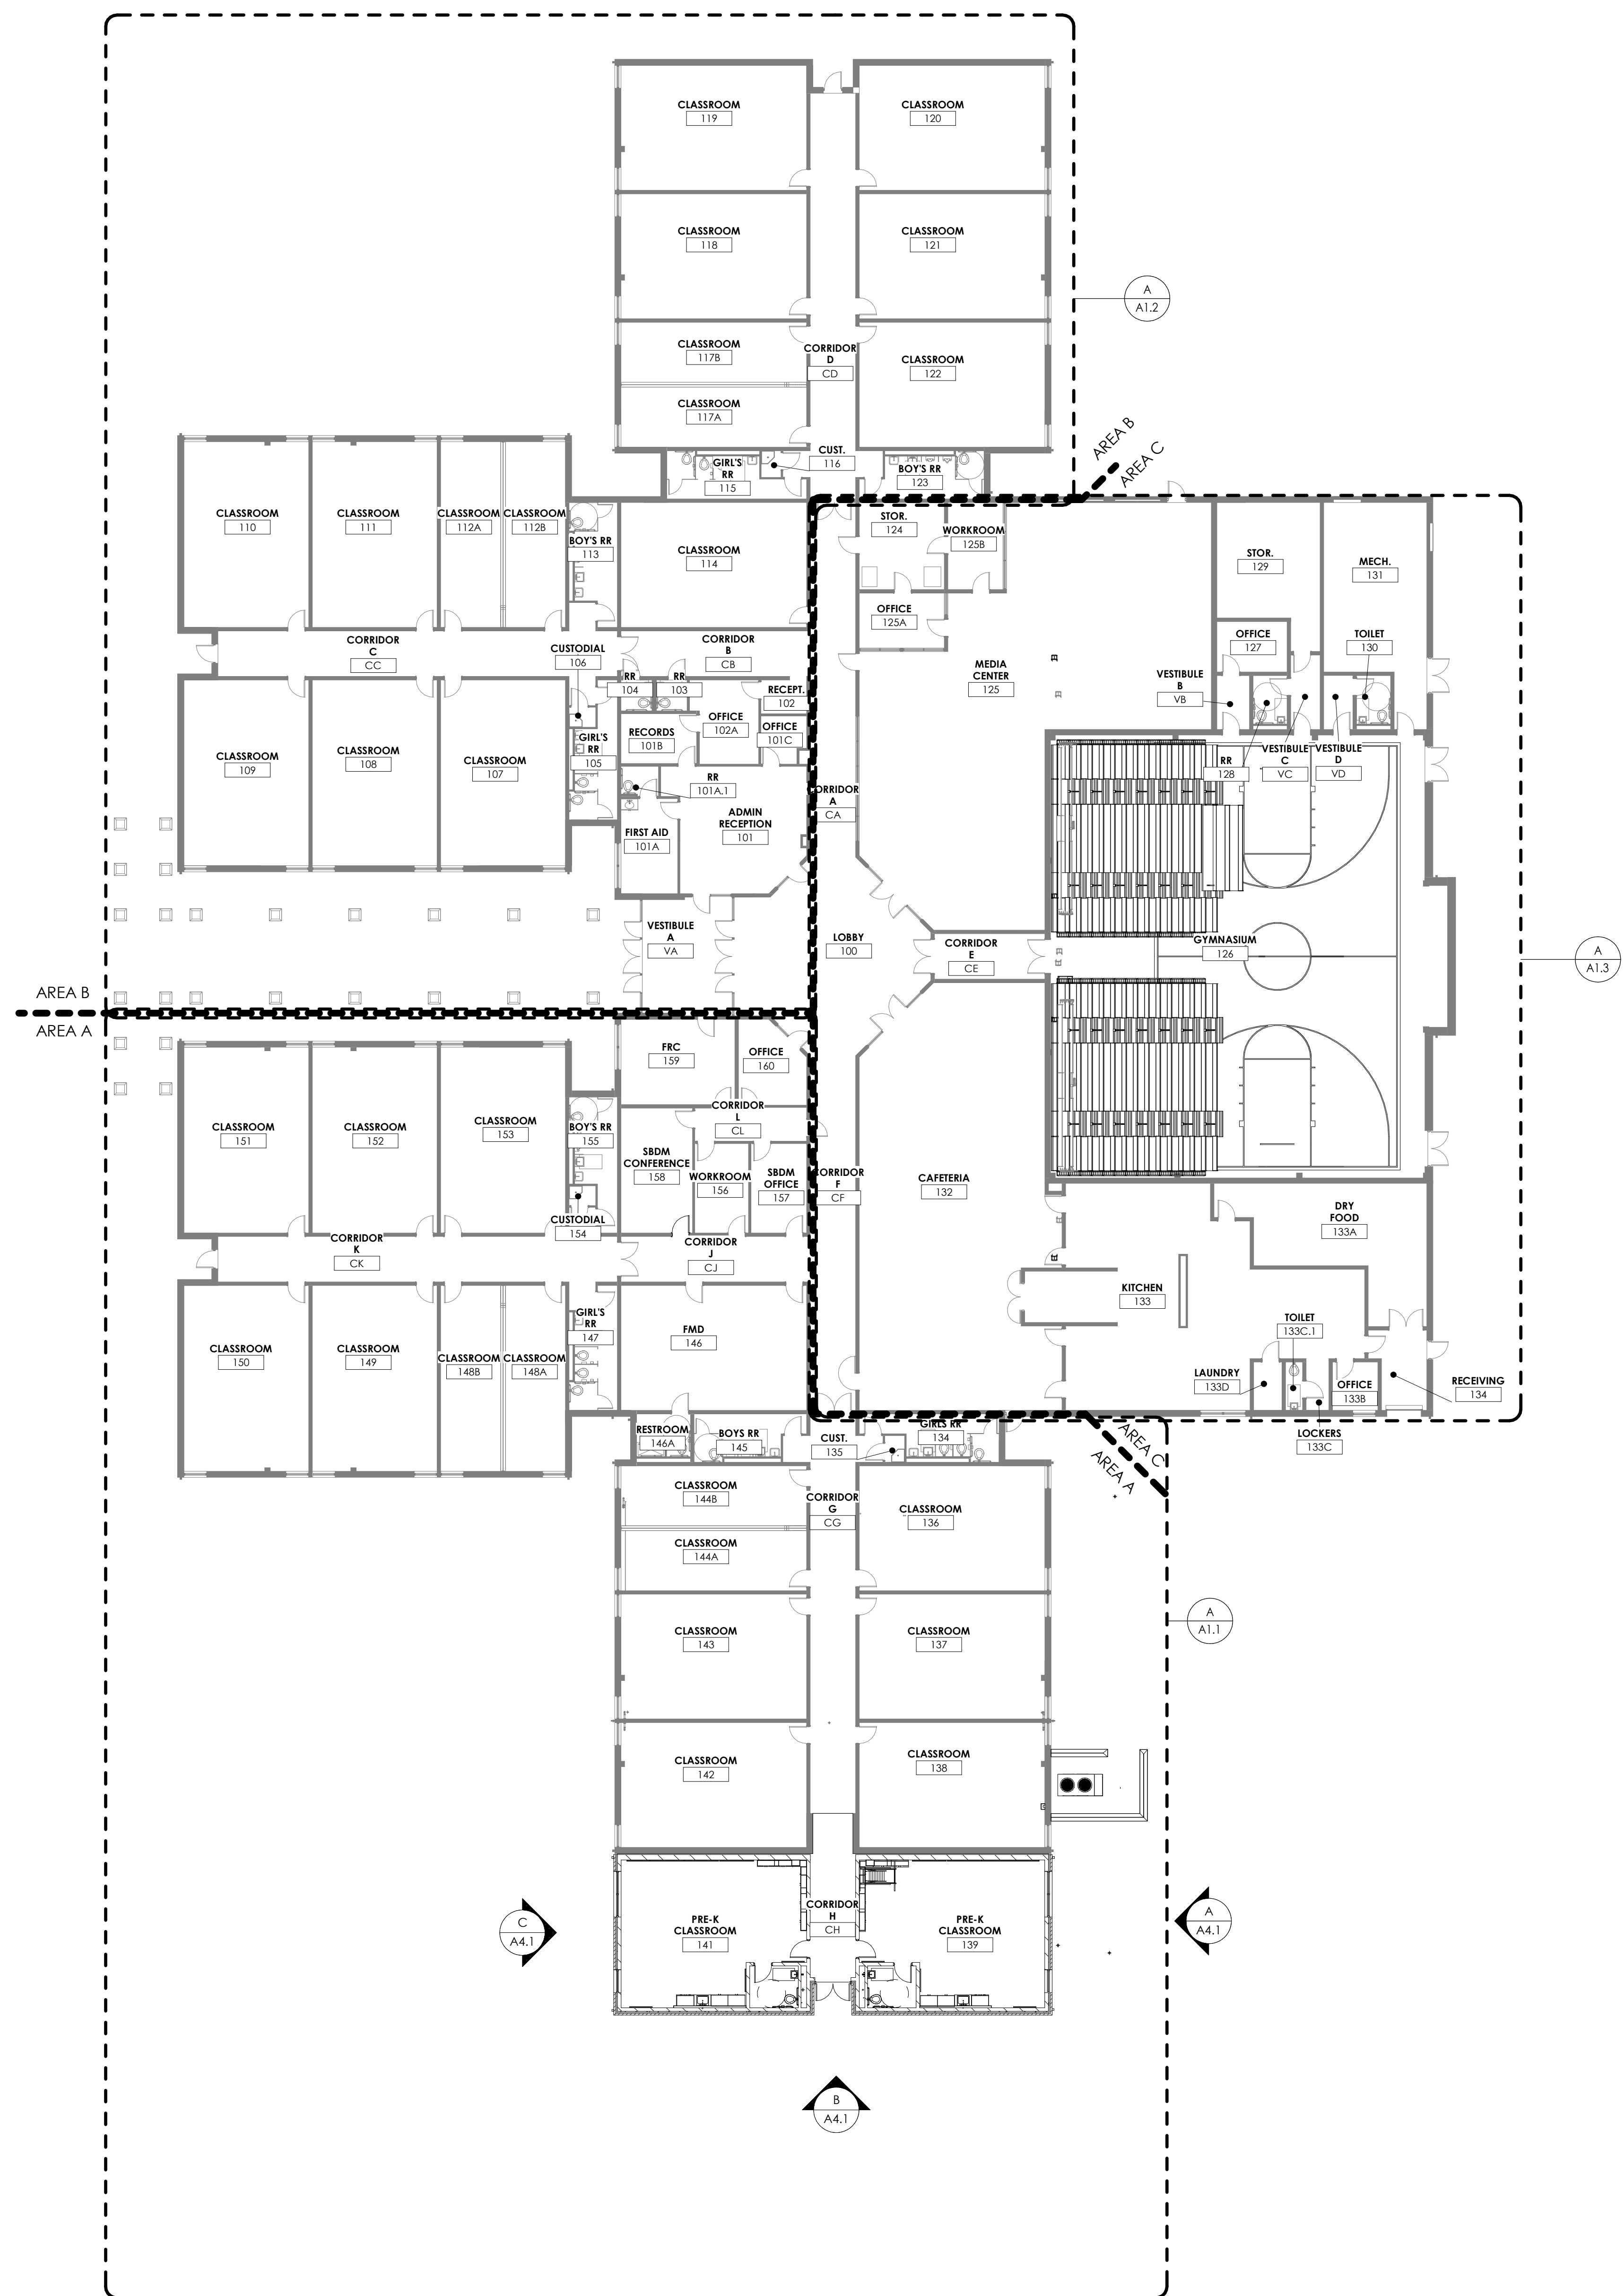 CLASSROOM
119
CLASSROOM
120
CLASSROOM
118
CLASSROOM
121
A
A1.2
CLASSROOM
117B
CORRIDOR
D
CD
CLASSROOM
122
CLASSROOM
117A
AREA B
AREA C
CUST.
116
GIRL'S
RR
115
BOY'S RR
123
CLASSROOM
110
CLASSROOM
111
CLASSROOM
112A
CLASSROOM
112B
BOY'S RR
113
CLASSROOM
114
STOR.
124
WORKROOM
125B
STOR.
129
MECH.
131
OFFICE
125A
CORRIDOR
C
CC
CUSTODIAL
106
CORRIDOR
B
CB
OFFICE
127
TOILET
130
MEDIA
CENTER
125
RR
104
RR
103
RECEPT.
102
VESTIBULE
B
VB
OFFICE
102A
RECORDS
101B
OFFICE
101C
GIRL'S
RR
105
CLASSROOM
109
CLASSROOM
108
CLASSROOM
107
RR
101A.1
RR
128
VESTIBULE
C
VC
VESTIBULE
D
VD
CORRIDOR
A
CA
FIRST AID
101A
ADMIN
RECEPTION
101
VESTIBULE
A
VA
LOBBY
100
CORRIDOR
E
CE
GYMNASIUM
126
A
A1.3
AREA B
AREA A
FRC
159
OFFICE
160
CORRIDOR
L
CL
CLASSROOM
151
CLASSROOM
152
CLASSROOM
153
BOY'S RR
155
SBDM
CONFERENCE
158
WORKROOM
156
SBDM
OFFICE
157
CORRIDOR
F
CF
CAFETERIA
132
DRY
FOOD
133A
CUSTODIAL
154
CORRIDOR
K
CK
CORRIDOR
J
CJ
KITCHEN
133
GIRL'S
RR
147
FMD
146
TOILET
133C.1
CLASSROOM
150
CLASSROOM
149
CLASSROOM
148B
CLASSROOM
148A
LAUNDRY
133D
OFFICE
133B
RECEIVING
134
RESTROOM
146A
BOYS RR
145
CUST.
135
GIRLS RR
134
LOCKERS
133C
AREA C
AREA A
CLASSROOM
144B
CORRIDOR
G
CG
CLASSROOM
136
CLASSROOM
144A
A
A1.1
CLASSROOM
143
CLASSROOM
137
CLASSROOM
142
CLASSROOM
138
C
A4.1
PRE-K
CLASSROOM
141
CORRIDOR
H
CH
PRE-K
CLASSROOM
139
A
A4.1
B
A4.1